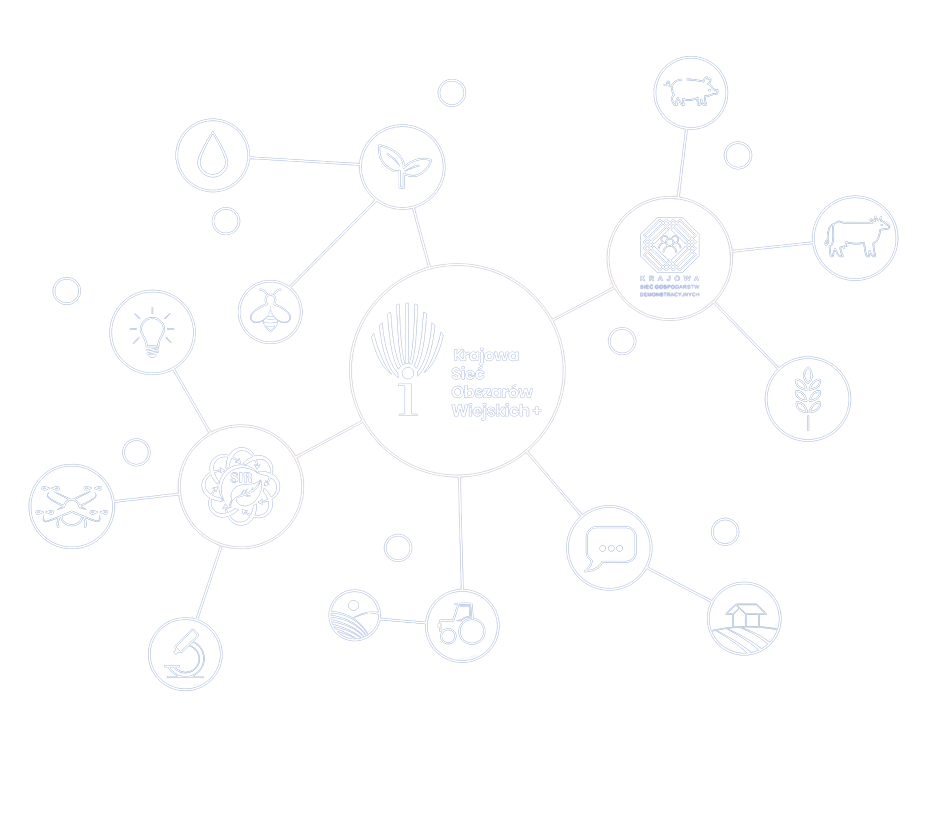 KRAJOWA
SIEĆ GOSPODARSTW
DEMONSTRACYJNYCH
Krajowa
Sieć
Obszarów
Wiejskich+
SIR